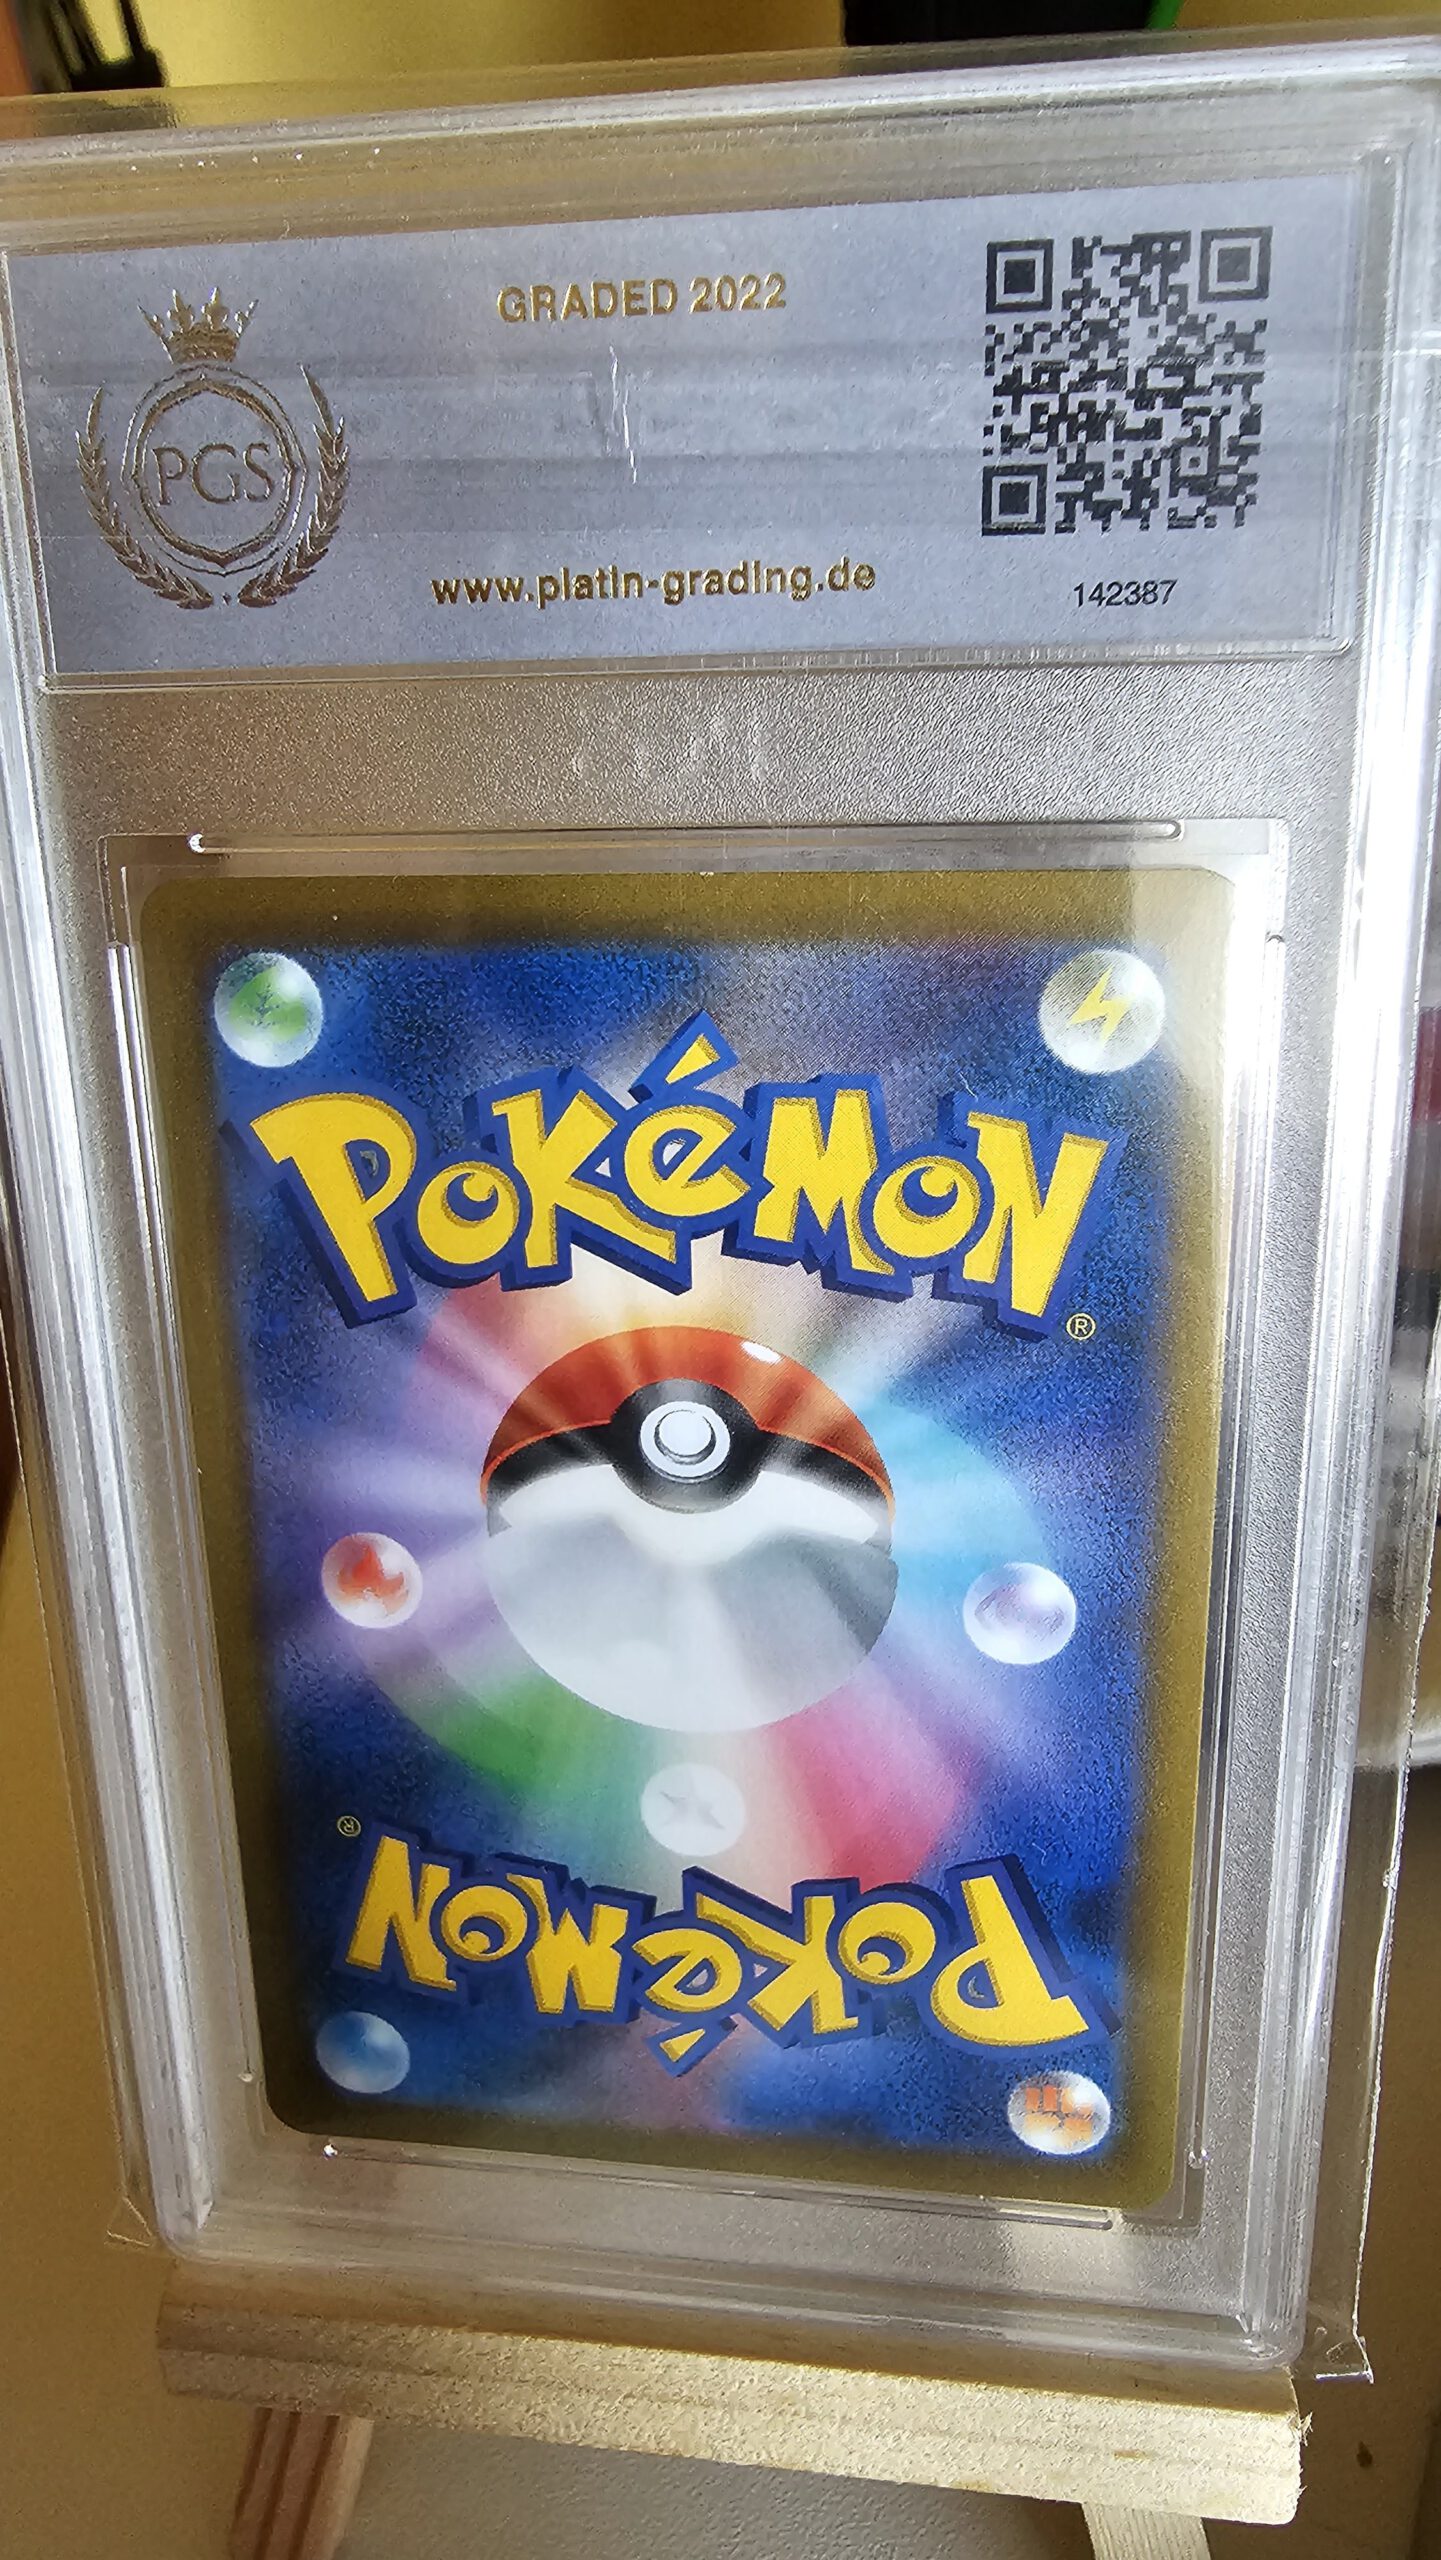 GRADED 2022
PGS
www.platin-grading.de
142387
POKéMON®
POKéMON®